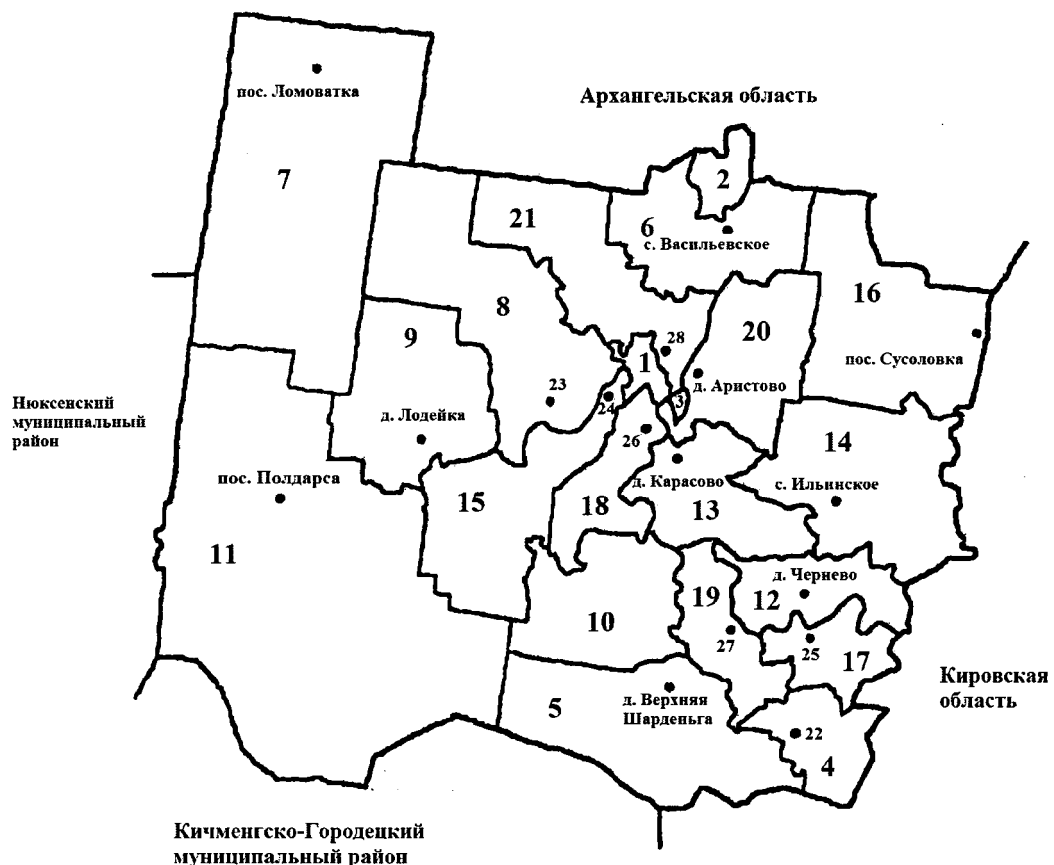 пос. Ломоватка
Архангельская область
7
2
21
6
с. Васильевское
16
8
20
9
28
1
пос. Сусоловка
23
24
3
д. Аристово
Нюксенский
муниципальный
район
д. Лодейка
26
14
пос. Полдарса
д. Карасово
с. Ильинское
15
18
13
11
д. Чернево
19
12
10
27
25
17
Кировская
область
д. Верхняя
Шарденьга
5
22
4
Кичменгско-Городецкий
муниципальный район